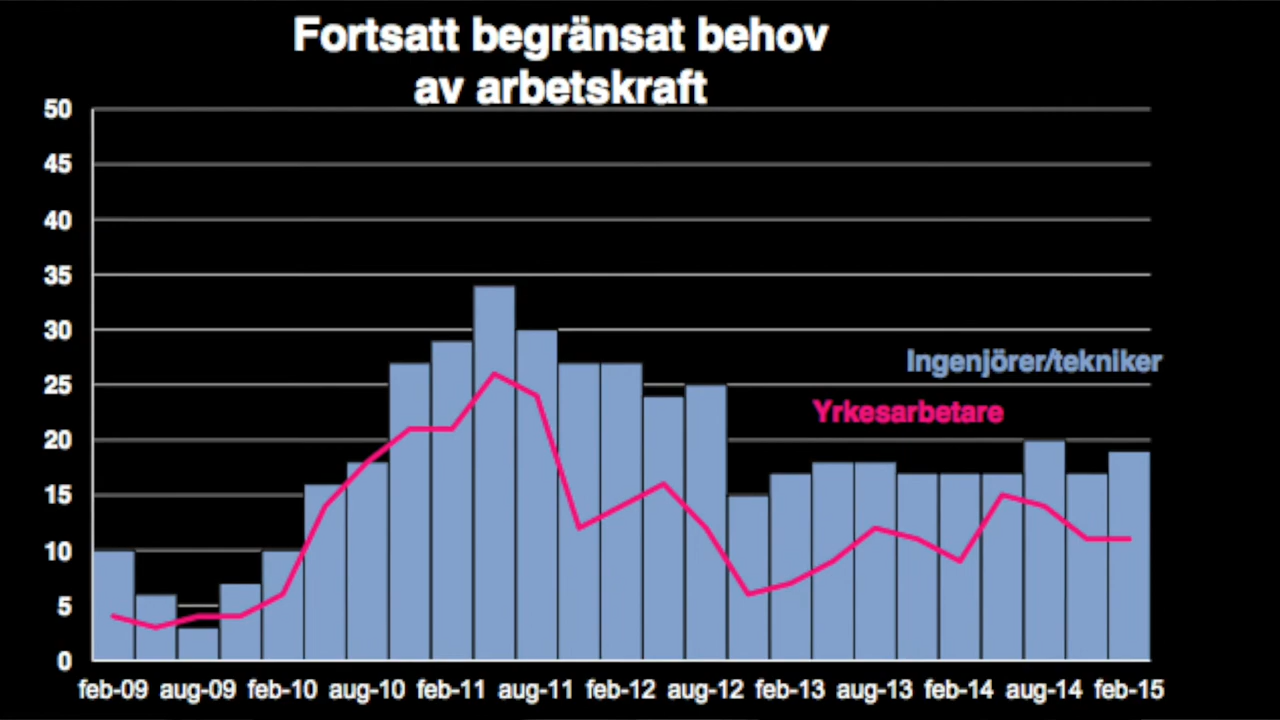 Fortsatt begränsat behov
av arbetskraft
50
45
40
35
30
25
20
15
10
5
0
Ingenjörer/tekniker
Yrkesarbetare
feb-09 aug-09 feb-10 aug-10 feb-11 aug-11 feb-12 aug-12 feb-13 aug-13 feb-14 aug-14 feb-15